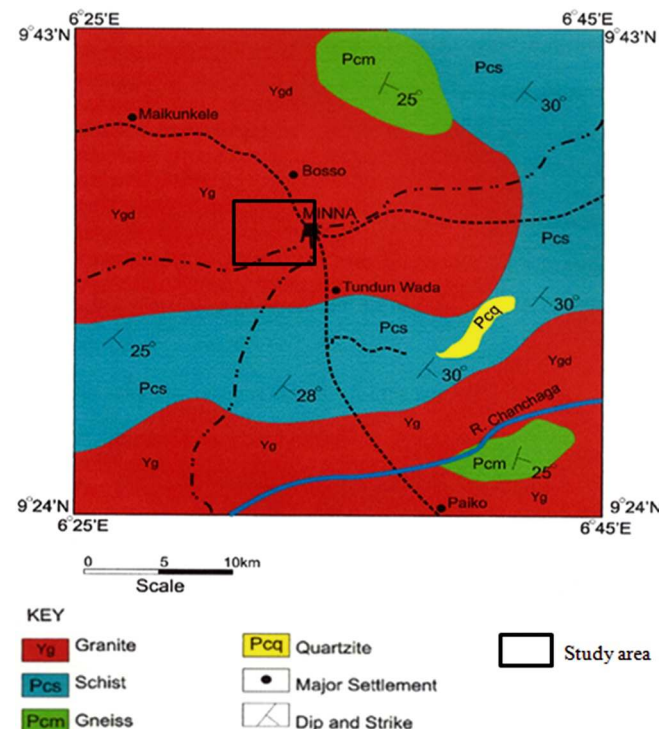 6°25'E 6°45'E
9°43'N 9°43'N
Pcm
Pcs
Ygd
25°
30°
Maikunkele
Bosso
Yg
Ygd
MINNA
Pcs
Tundun Wada
30°
Pcq
Pcs
25°
Ygd
30°
Pcs
28°
R. Chanchaga
Yg
Yg
Yg
Pcm
25°
Yg
Paiko
9°24'N 9°24'N
6°25'E 6°45'E
0 5 10km
Scale
KEY
Yg Granite
Pcq Quartzite
Study area
Pcs Schist
Major Settlement
Pcm Gneiss
Dip and Strike